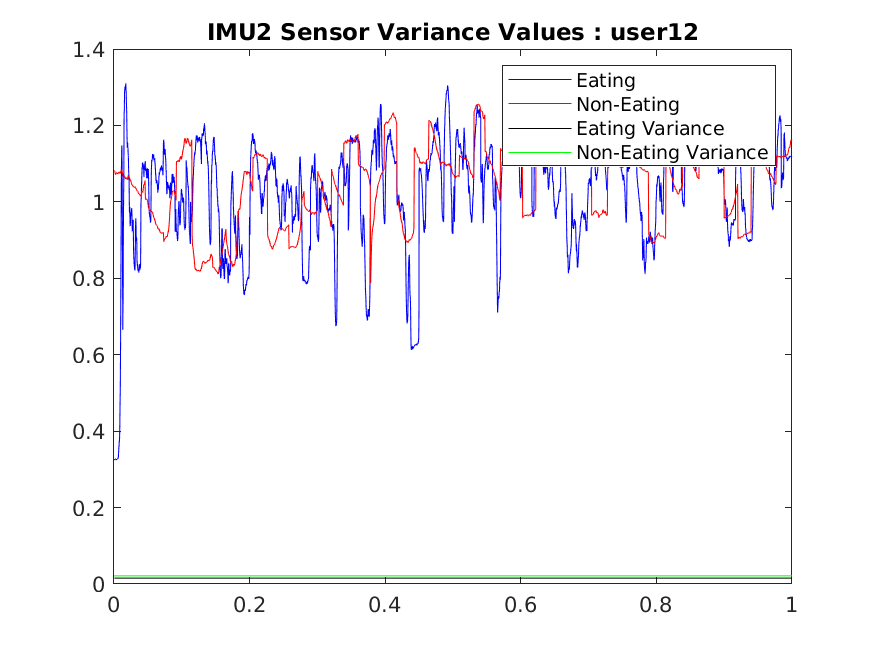 IMU2 Sensor Variance Values : user12
1.4
1.2
1
0.8
0.6
0.4
0.2
0
Eating
Non-Eating
Eating Variance
Non-Eating Variance
0 0.2 0.4 0.6 0.8 1